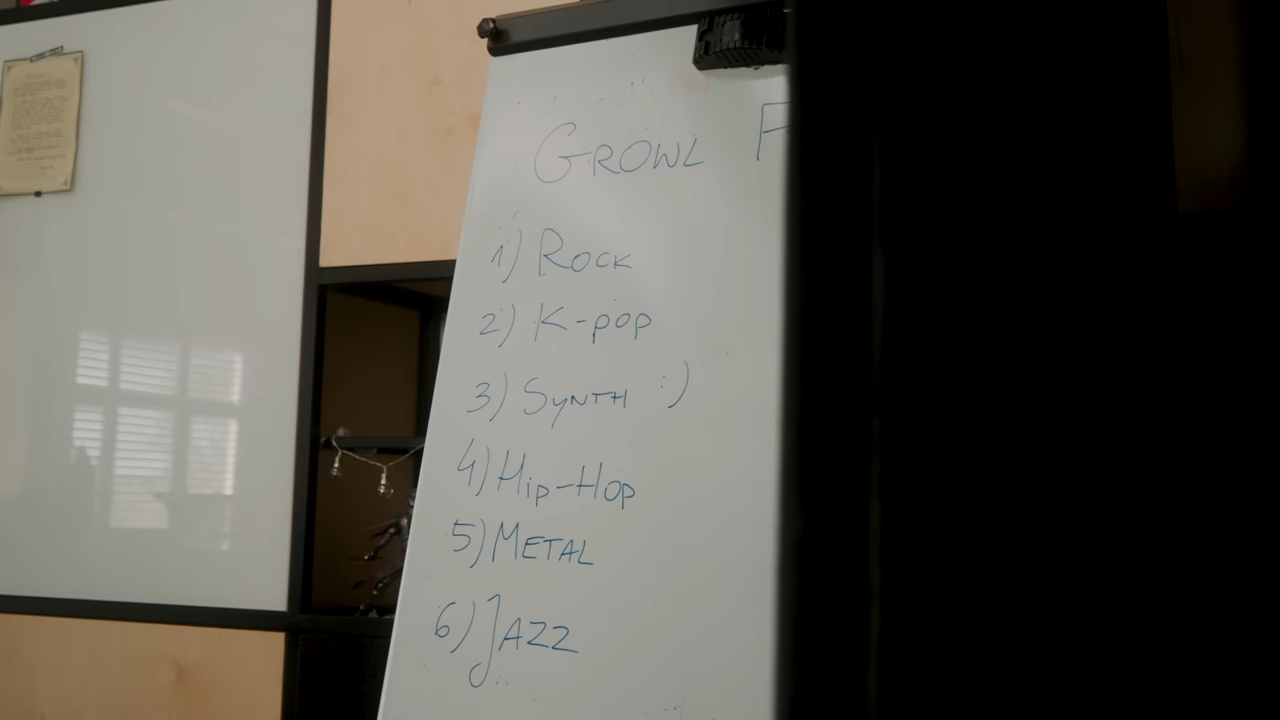 GROWL F
1) ROCK
2) K-POP
3) SYNTH :)
4) HIP-HOP
5) METAL
6) JAZZ